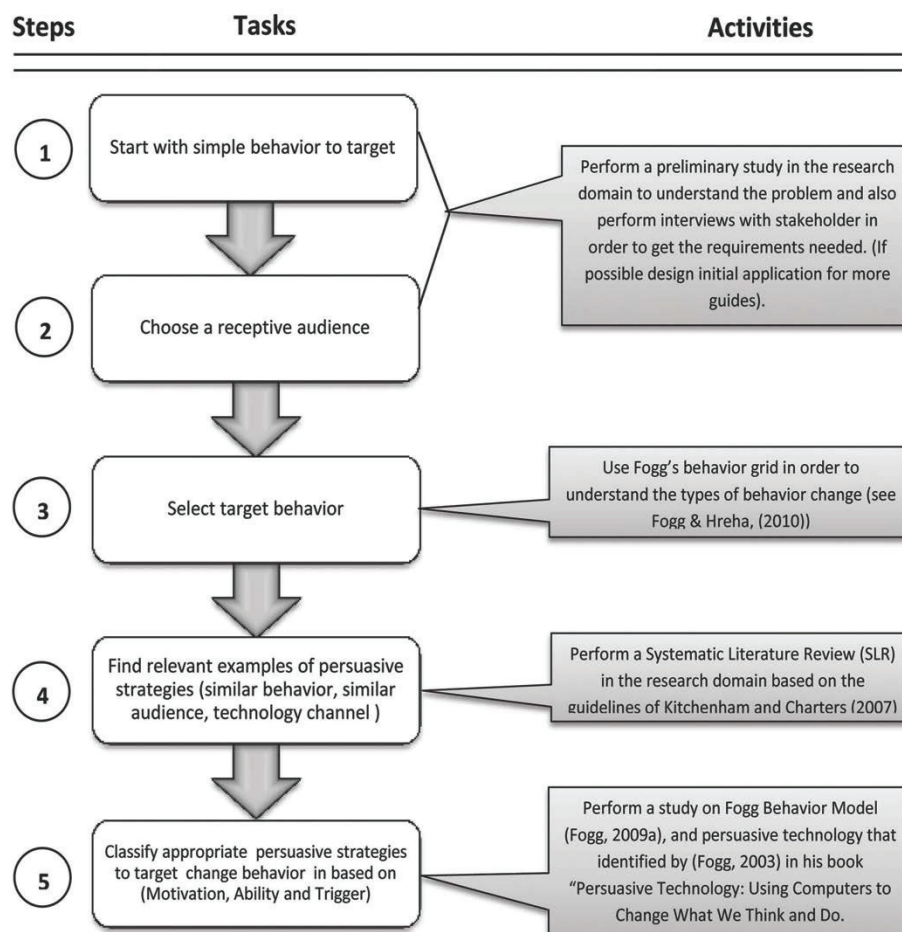 Steps
Tasks
Activities
1
Start with simple behavior to target
Perform a preliminary study in the research
domain to understand the problem and also
perform interviews with stakeholder in
order to get the requirements needed. (If
possible design initial application for more
guides).
2
Choose a receptive audience
3
Select target behavior
Use Fogg's behavior grid in order to
understand the types of behavior change (see
Fogg & Hreha, (2010))
4
Find relevant examples of persuasive
strategies (similar behavior, similar
audience, technology channel )
Perform a Systematic Literature Review (SLR)
in the research domain based on the
guidelines of Kitchenham and Charters (2007)
5
Classify appropriate persuasive strategies
to target change behavior in based on
(Motivation, Ability and Trigger)
Perform a study on Fogg Behavior Model
(Fogg, 2009a), and persuasive technology that
identified by (Fogg, 2003) in his book
“Persuasive Technology: Using Computers to
Change What We Think and Do.